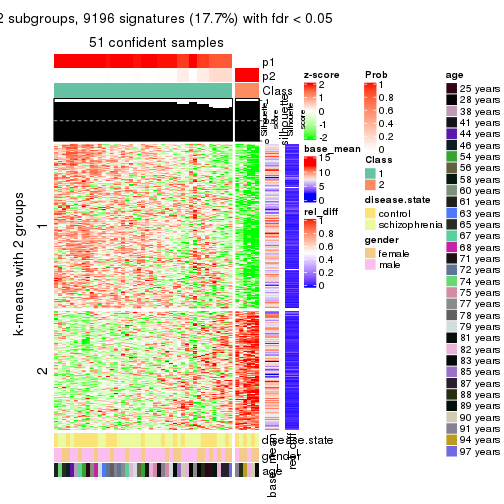 2 subgroups, 9196 signatures (17.7%) with fdr < 0.05
51 confident samples
p1
p2
Class
Silhouette
score
silhouette
1
2
k-means with 2 groups
disease.state
gender
age
base_mean
rel_diff
z-score
2
1
0
-1
-2
base_mean
15
10
5
0
rel_diff
1
0.8
0.6
0.4
0.2
0
Prob
1
0.8
0.6
0.4
0.2
0
Class
1
2
disease.state
control
schizophrenia
gender
female
male
age
25 years
28 years
38 years
41 years
44 years
46 years
54 years
56 years
58 years
60 years
61 years
63 years
65 years
67 years
68 years
71 years
72 years
74 years
75 years
77 years
78 years
79 years
81 years
82 years
83 years
85 years
87 years
88 years
89 years
90 years
91 years
94 years
97 years